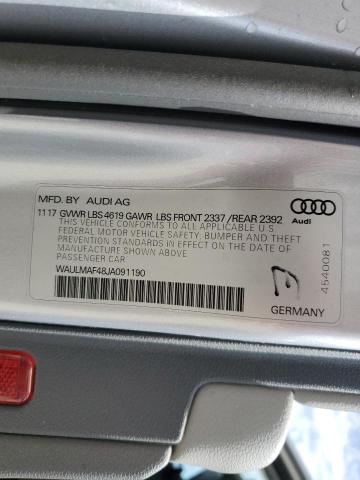 MFD. BY AUDI AG
11 17 GVWR LBS 4619 GAWR LBS FRONT 2337 / REAR 2392
THIS VEHICLE CONFORMS TO ALL APPLICABLE U.S.
FEDERAL MOTOR VEHICLE SAFETY, BUMPER AND THEFT
PREVENTION STANDARDS IN EFFECT ON THE DATE OF
MANUFACTURE SHOWN ABOVE
PASSENGER CAR
WAULMAF48JA091190
Audi
4540081
GERMANY